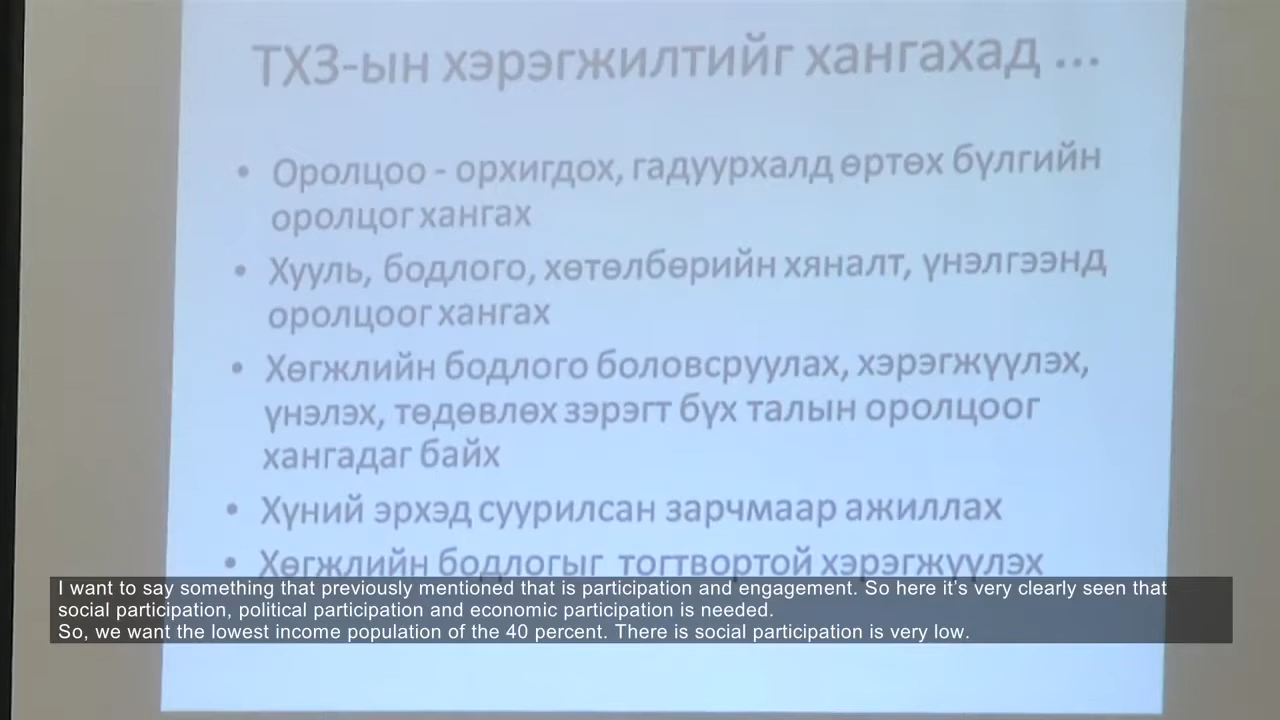 ТХЗ-ын хэрэгжилтийг хангахад ...
• Оролцоо - орхигдох, гадуурхалд өртөх бүлгийн
оролцог хангах
• Хууль, бодлого, хөтөлбөрийн хяналт, үнэлгээнд
оролцоог хангах
• Хөгжлийн бодлого боловсруулах, хэрэгжүүлэх,
үнэлэх, төдөвлөх зэрэгт бүх талын оролцоог
хангадаг байх
• Хүний эрхэд суурилсан зарчмаар ажиллах
• Хөгжлийн бодлогыг тогтвортой хэрэгжүүлэх
I want to say something that previously mentioned that is participation and engagement. So here it's very clearly seen that
social participation, political participation and economic participation is needed.
So, we want the lowest income population of the 40 percent. There is social participation is very low.